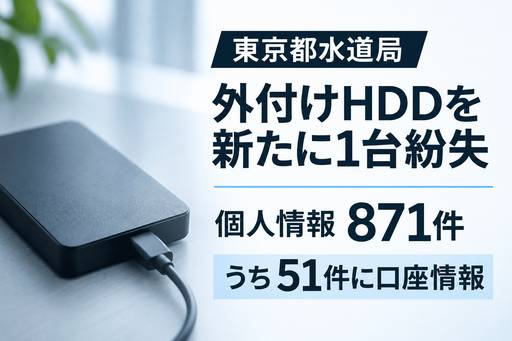 東京都水道局
外付けHDDを
新たに1台紛失
個人情報 871件
うち51件に口座情報